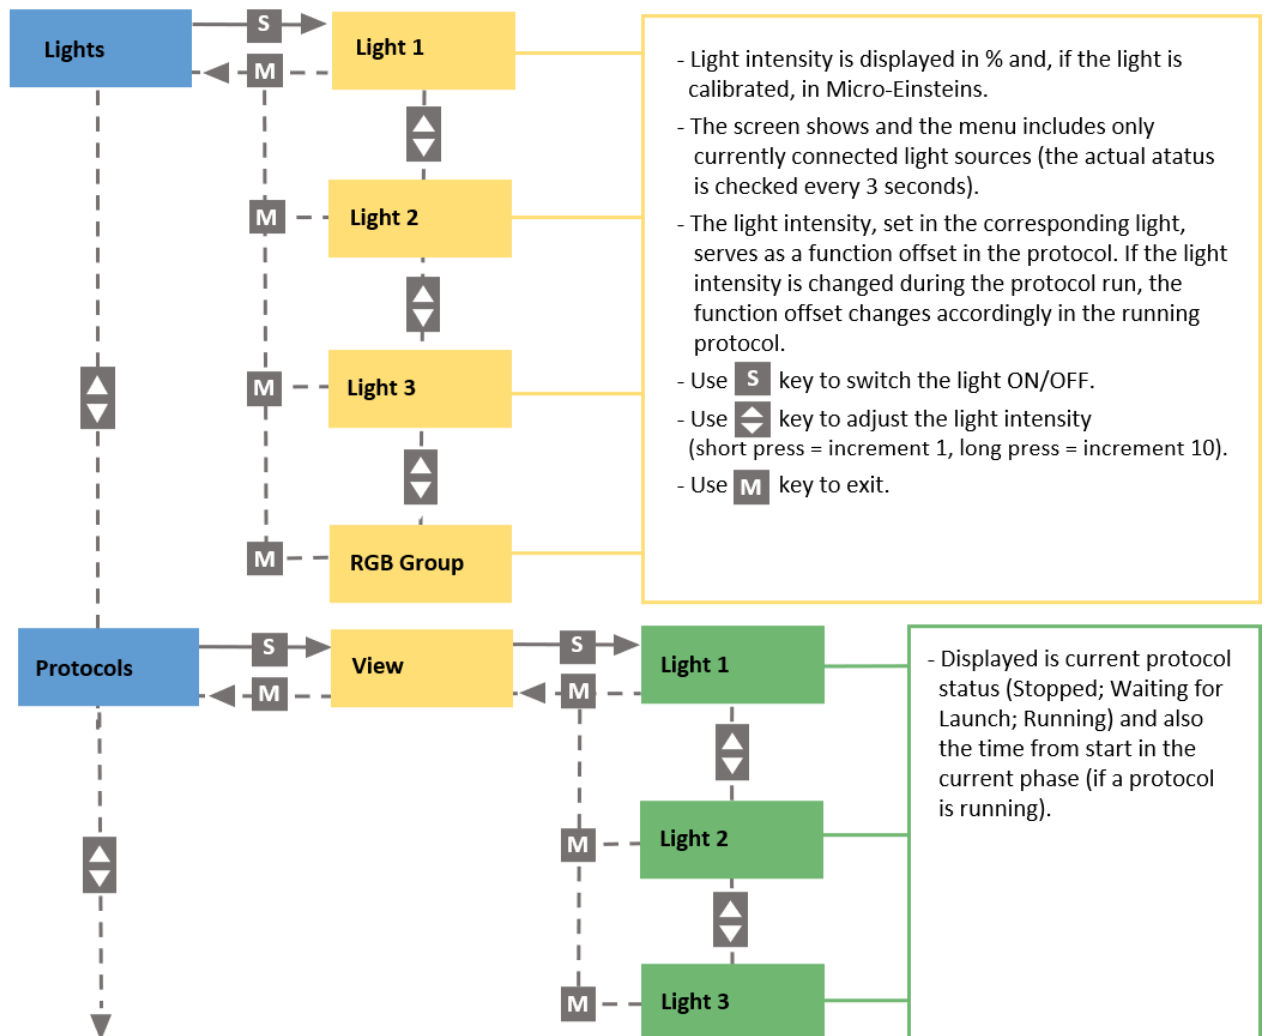 Lights
S
Light 1
M
- Light intensity is displayed in % and, if the light is
calibrated, in Micro-Einsteins.
- The screen shows and the menu includes only
currently connected light sources (the actual atatus
is checked every 3 seconds).
M
Light 2
- The light intensity, set in the corresponding light,
serves as a function offset in the protocol. If the light
intensity is changed during the protocol run, the
function offset changes accordingly in the running
protocol.
M
Light 3
- Use S key to switch the light ON/OFF.
- Use key to adjust the light intensity
(short press = increment 1, long press = increment 10).
- Use M key to exit.
M
RGB Group
Protocols
S
M
View
S
M
Light 1
- Displayed is current protocol
status (Stopped; Waiting for
Launch; Running) and also
the time from start in the
current phase (if a protocol
is running).
M
Light 2
M
Light 3